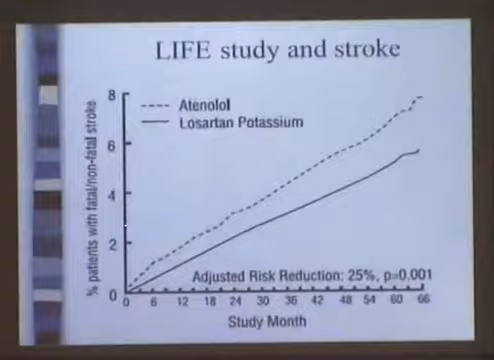 LIFE study and stroke
8
6
4
2
0
% patients with fatal/non-fatal stroke
Atenolol
Losartan Potassium
Adjusted Risk Reduction: 25%, p=0.001
0 6 12 18 24 30 36 42 48 54 60 66
Study Month